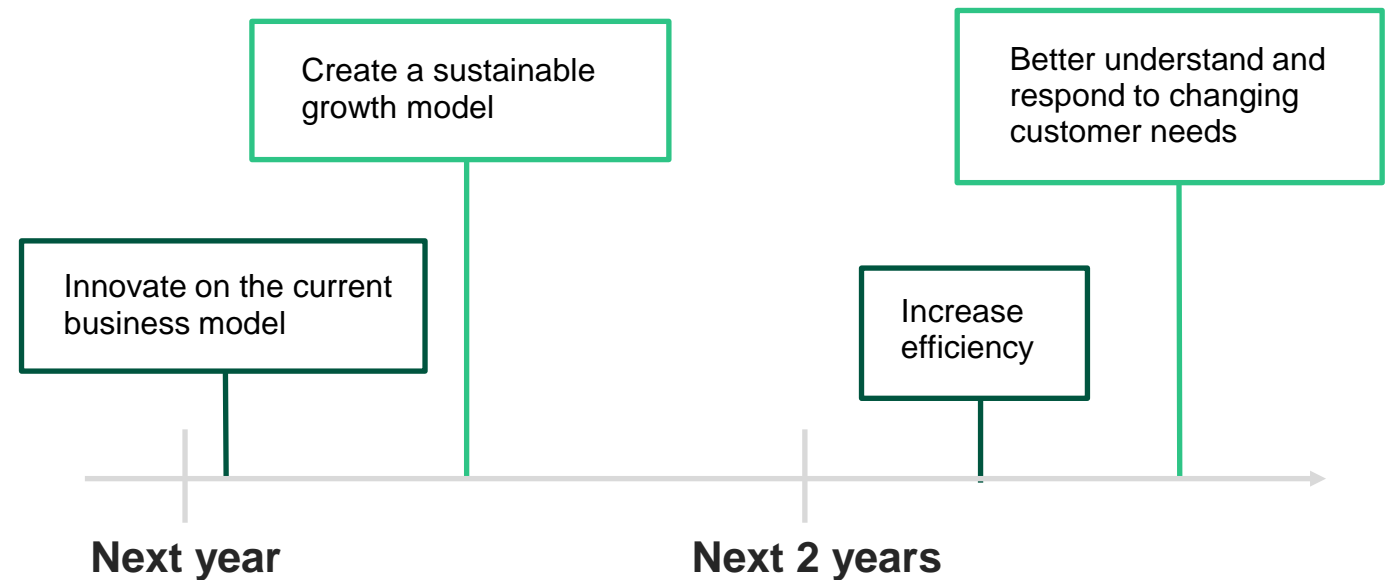 Create a sustainable
growth model
Better understand and
respond to changing
customer needs
Innovate on the current
business model
Increase
efficiency
Next year
Next 2 years